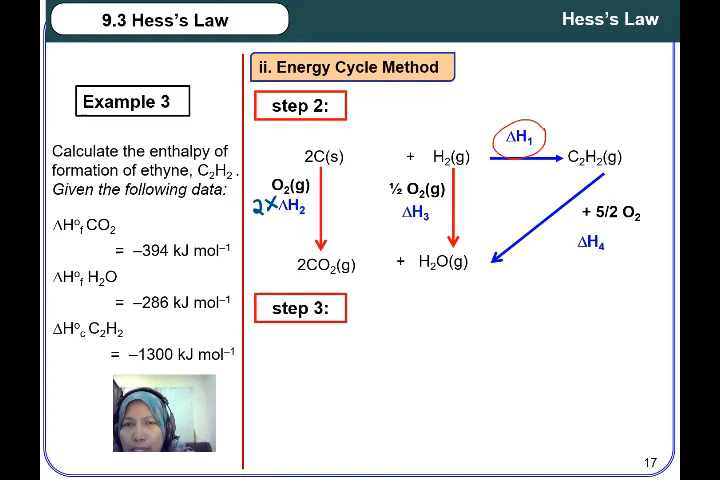 9.3 Hess's Law
Hess's Law
Example 3
Calculate the enthalpy of
formation of ethyne, C₂H₂ .
Given the following data:
ΔHᵒf CO₂
= –394 kJ mol⁻¹
ΔHᵒf H₂O
= –286 kJ mol⁻¹
ΔHᵒc C₂H₂
= –1300 kJ mol⁻¹
ii. Energy Cycle Method
step 2:
2C(s) + H₂(g) ΔH₁ C₂H₂(g)
O₂(g) ½ O₂(g) + 5/2 O₂
2× ΔH₂ ΔH₃ ΔH₄
2CO₂(g) + H₂O(g)
step 3:
17